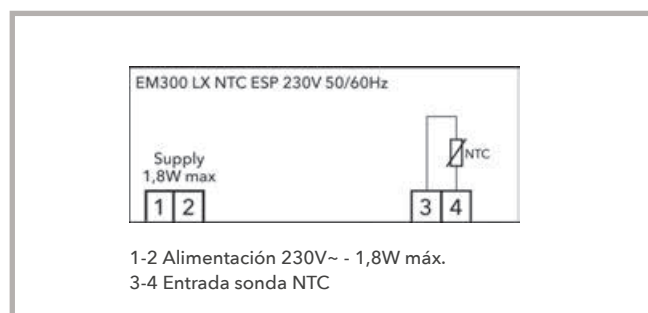 EM300 LX NTC ESP 230V 50/60Hz
NTC
Supply
1,8W max
1 2 3 4
1-2 Alimentación 230V~ - 1,8W máx.
3-4 Entrada sonda NTC